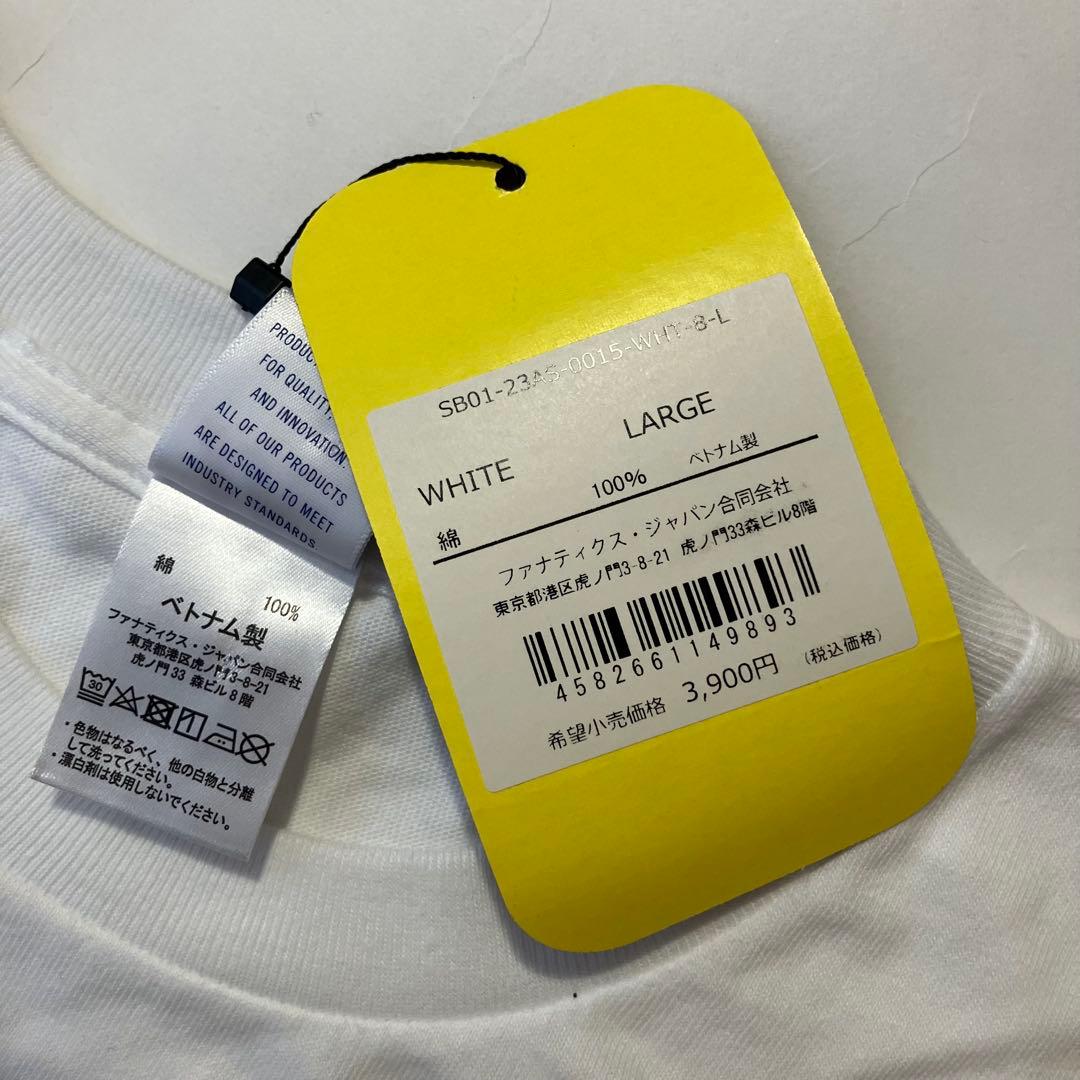 PRODUC
FOR QUALITY,
AND INNOVATION.
ALL OF OUR PRODUCTS
ARE DESIGNED TO MEET
INDUSTRY STANDARDS.
綿 100%
ベトナム製
ファナティクス・ジャパン合同会社
東京都港区虎ノ門3-8-21
虎ノ門 33 森ビル 8 階
30
・色物はなるべく、他の白物と分離
して洗ってください。
・漂白剤は使用しないでください。
SB01-23AS-0015-WHT-8-L
WHITE LARGE
綿 100% ベトナム製
ファナティクス・ジャパン合同会社
東京都港区虎ノ門3-8-21 虎ノ門33森ビル8階
4582661149893
希望小売価格 3,900円 (税込価格)